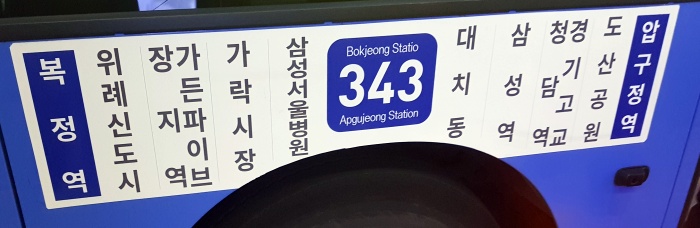 복정역
위례신도시
장지역
가든파이브
가락시장
삼성서울병원
Bokjeong Statio
343
Apgujeong Station
대치동
삼성역
청담역
경기고교
도산공원
압구정역